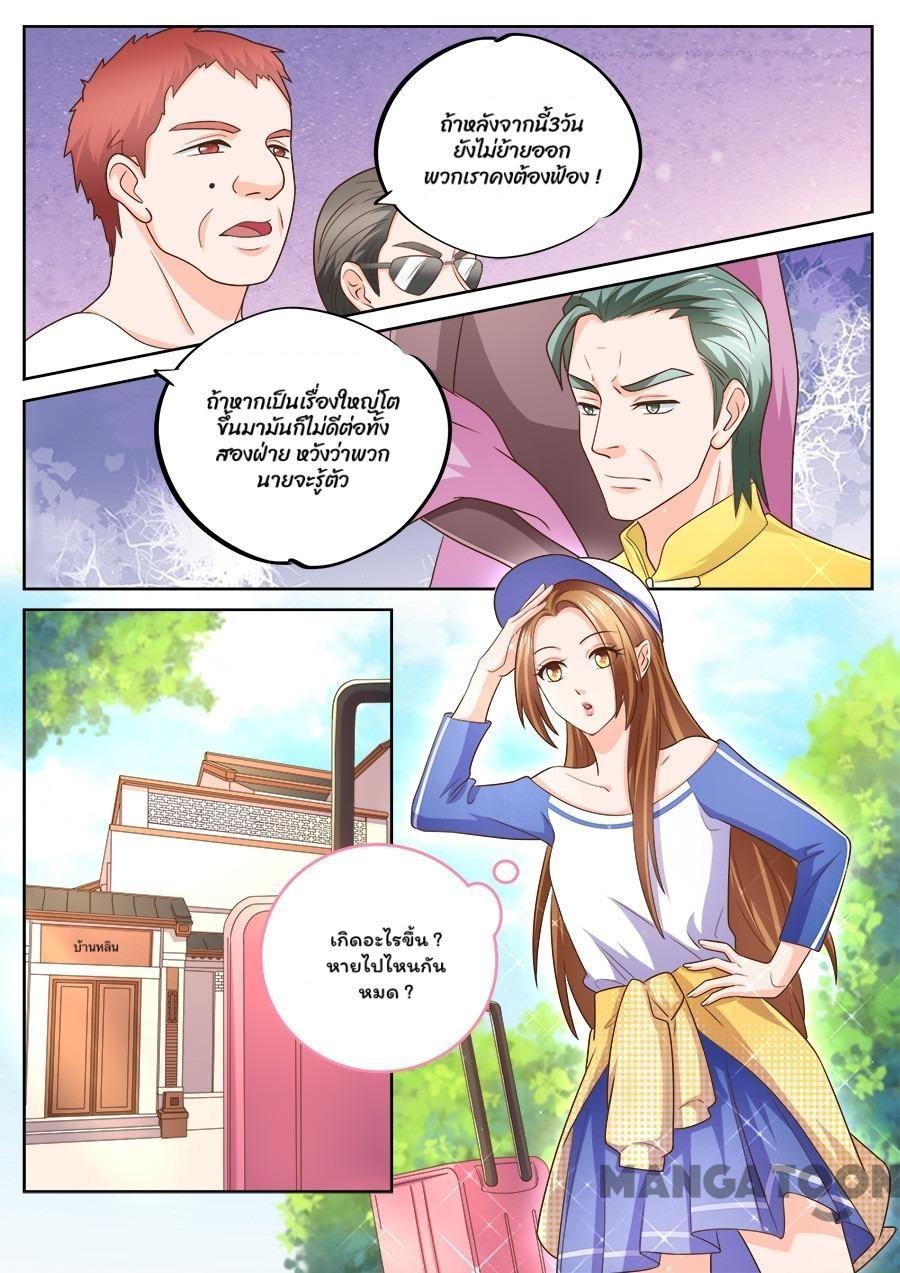 ถ้าหลังจากนี้3วัน
ยังไม่ย้ายออก
พวกเราคงต้องฟ้อง !
ถ้าหากเป็นเรื่องใหญ่โต
ขึ้นมามันก็ไม่ดีต่อทั้ง
สองฝ่าย หวังว่าพวก
นายจะรู้ตัว
บ้านหลิน
เกิดอะไรขึ้น ?
หายไปไหนกัน
หมด ?
MANGATOON